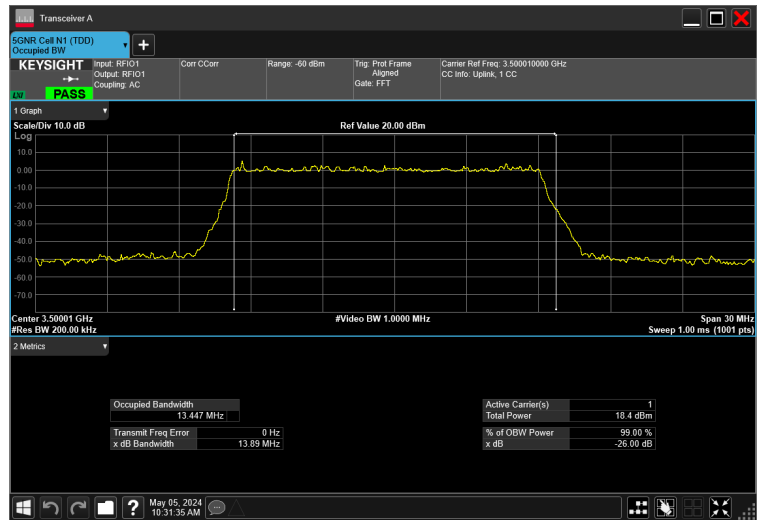 Transceiver A
5GNR Cell N1 (TDD)
Occupied BW
KEYSIGHT
LXI
PASS
Input: RFIO1
Output: RFIO1
Coupling: AC
Corr CCorr
Range: -60 dBm
Trig: Prot Frame
Aligned
Gate: FFT
Carrier Ref Freq: 3.500010000 GHz
CC Info: Uplink, 1 CC
1 Graph
Scale/Div 10.0 dB
Ref Value 20.00 dBm
Log
10.0
0.00
-10.0
-20.0
-30.0
-40.0
-50.0
-60.0
-70.0
Center 3.50001 GHz
#Video BW 1.0000 MHz
Span 30 MHz
#Res BW 200.00 kHz
Sweep 1.00 ms (1001 pts)
2 Metrics
Occupied Bandwidth
13.447 MHz
Transmit Freq Error 0 Hz
x dB Bandwidth 13.89 MHz
Active Carrier(s) 1
Total Power 18.4 dBm
% of OBW Power 99.00 %
x dB -26.00 dB
May 05, 2024
10:31:35 AM